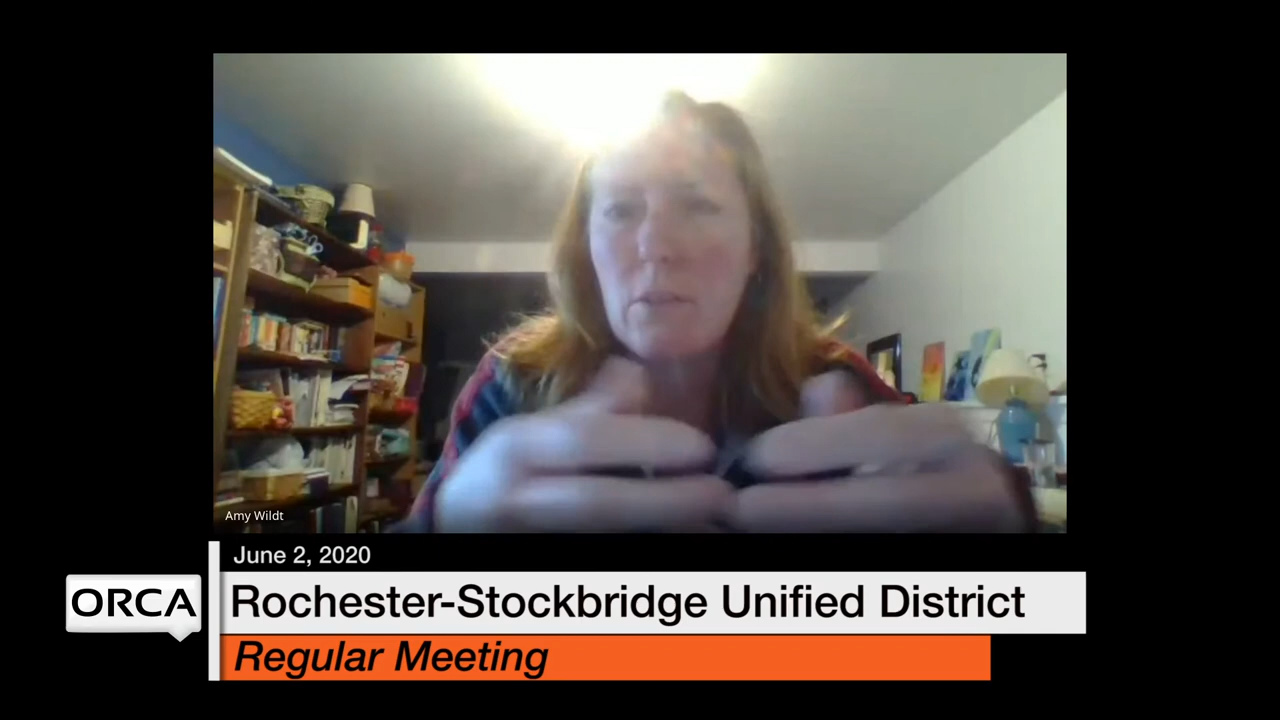 Amy Wildt
June 2, 2020
ORCA
Rochester-Stockbridge Unified District
Regular Meeting